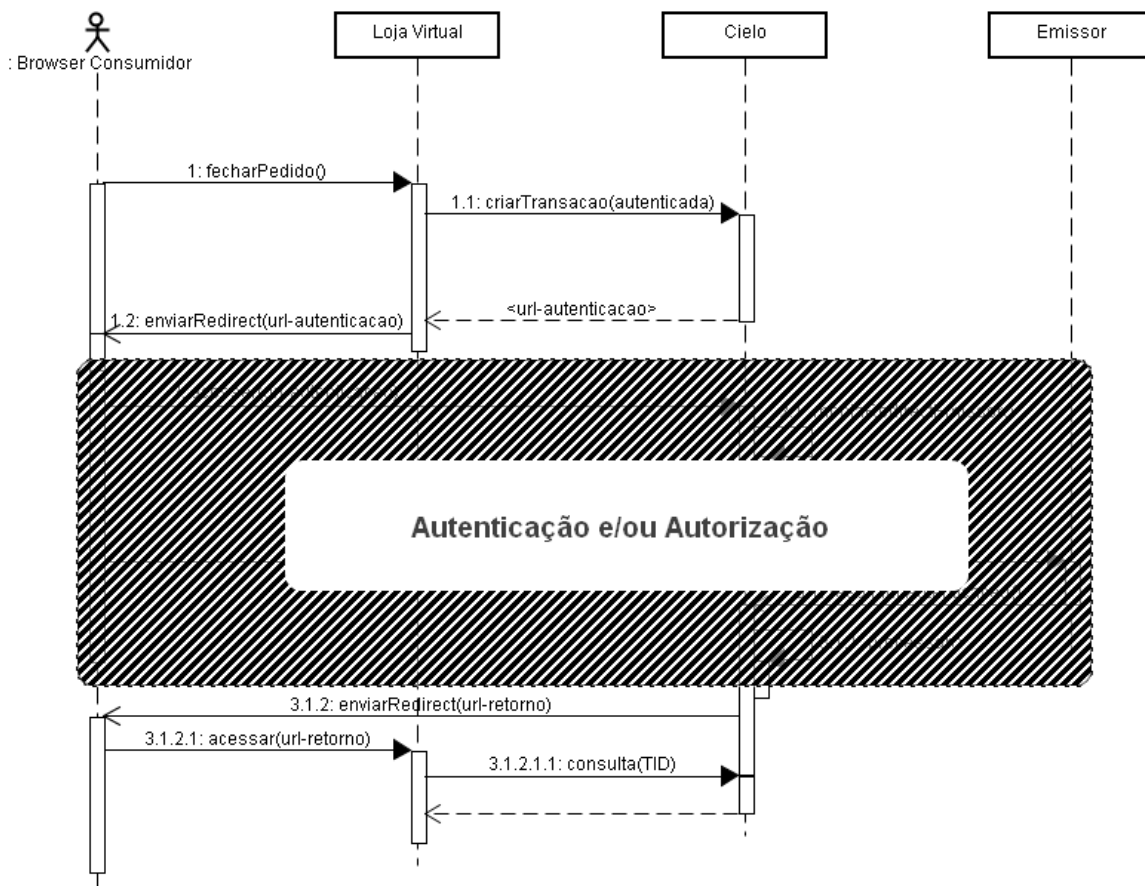 : Browser Consumidor
Loja Virtual
Cielo
Emissor
1: fecharPedido()
1.1: criarTransacao(autenticada)
<url-autenticacao>
1.2: enviarRedirect(url-autenticacao)
Autenticação e/ou Autorização
3.1.2: enviarRedirect(url-retorno)
3.1.2.1: acessar(url-retorno)
3.1.2.1.1: consulta(TID)